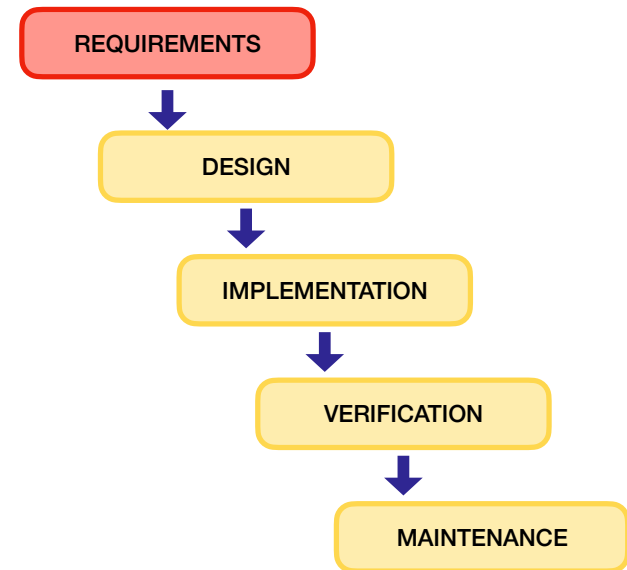 REQUIREMENTS
DESIGN
IMPLEMENTATION
VERIFICATION
MAINTENANCE